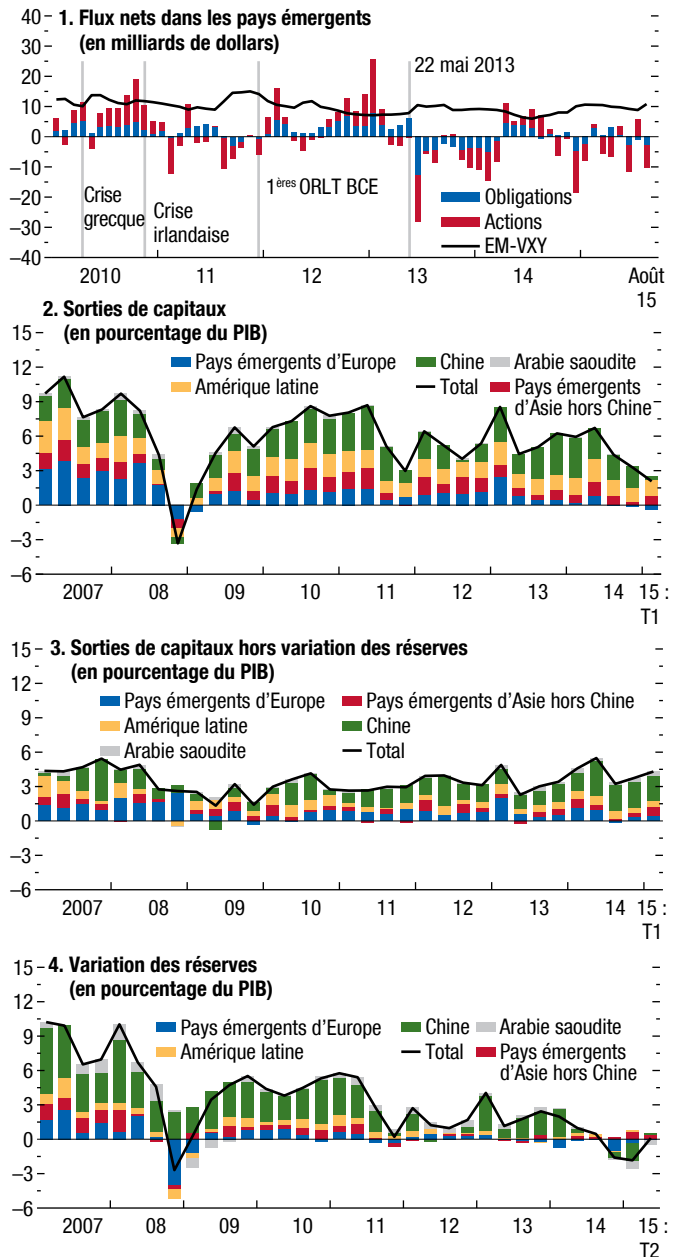 1. Flux nets dans les pays émergents
(en milliards de dollars)
40
30
20
10
0
–10
–20
–30
–40
22 mai 2013
Crise
grecque
Crise
irlandaise
1ères ORLT BCE
Obligations
Actions
EM-VXY
2010
11
12
13
14
Août
15
2. Sorties de capitaux
(en pourcentage du PIB)
15
12
9
6
3
0
–3
–6
Pays émergents d’Europe
Amérique latine
Chine
Total
Arabie saoudite
Pays émergents
d’Asie hors Chine
2007
08
09
10
11
12
13
14
15 :
T1
3. Sorties de capitaux hors variation des réserves
(en pourcentage du PIB)
15
12
9
6
3
0
–3
–6
Pays émergents d’Europe
Amérique latine
Arabie saoudite
Pays émergents d’Asie hors Chine
Chine
Total
2007
08
09
10
11
12
13
14
15 :
T1
4. Variation des réserves
(en pourcentage du PIB)
15
12
9
6
3
0
–3
–6
Pays émergents d’Europe
Amérique latine
Chine
Total
Arabie saoudite
Pays émergents
d’Asie hors Chine
2007
08
09
10
11
12
13
14
15 :
T2